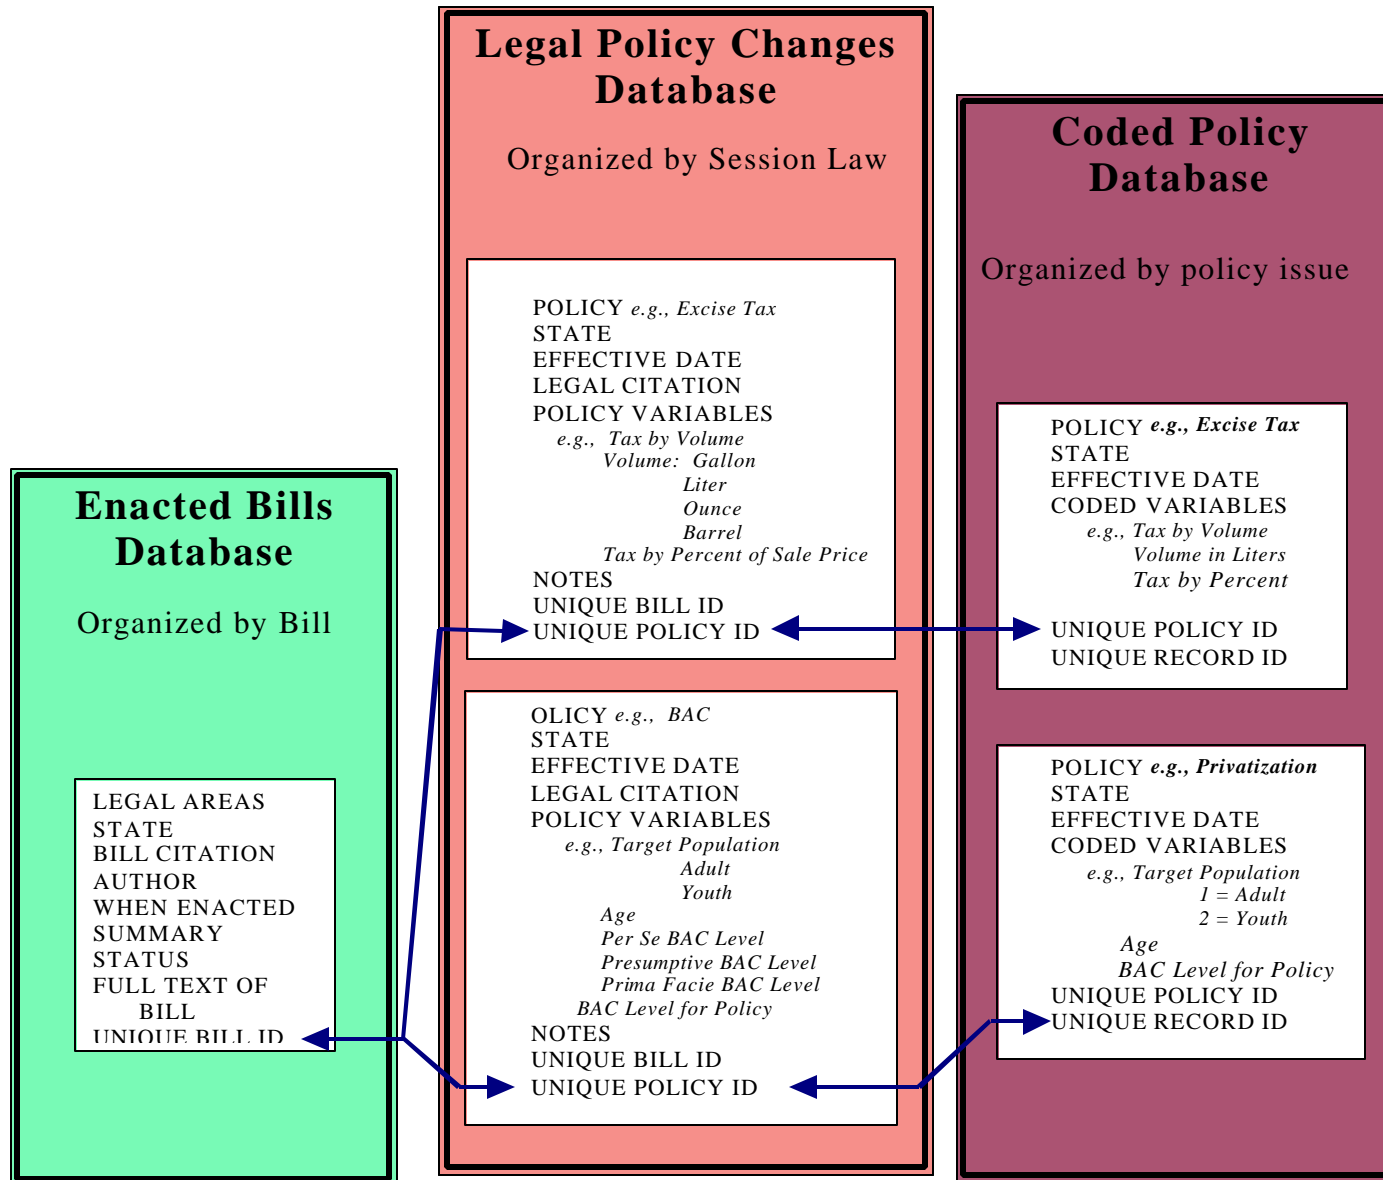 Enacted Bills
Database
Organized by Bill
LEGAL AREAS
STATE
BILL CITATION
AUTHOR
WHEN ENACTED
SUMMARY
STATUS
FULL TEXT OF
BILL
UNIQUE BILL ID
Legal Policy Changes
Database
Organized by Session Law
POLICY e.g., Excise Tax
STATE
EFFECTIVE DATE
LEGAL CITATION
POLICY VARIABLES
e.g., Tax by Volume
Volume: Gallon
Liter
Ounce
Barrel
Tax by Percent of Sale Price
NOTES
UNIQUE BILL ID
UNIQUE POLICY ID
OLICY e.g., BAC
STATE
EFFECTIVE DATE
LEGAL CITATION
POLICY VARIABLES
e.g., Target Population
Adult
Youth
Age
Per Se BAC Level
Presumptive BAC Level
Prima Facie BAC Level
BAC Level for Policy
NOTES
UNIQUE BILL ID
UNIQUE POLICY ID
Coded Policy
Database
Organized by policy issue
POLICY e.g., Excise Tax
STATE
EFFECTIVE DATE
CODED VARIABLES
e.g., Tax by Volume
Volume in Liters
Tax by Percent
UNIQUE POLICY ID
UNIQUE RECORD ID
POLICY e.g., Privatization
STATE
EFFECTIVE DATE
CODED VARIABLES
e.g., Target Population
1 = Adult
2 = Youth
Age
BAC Level for Policy
UNIQUE POLICY ID
UNIQUE RECORD ID